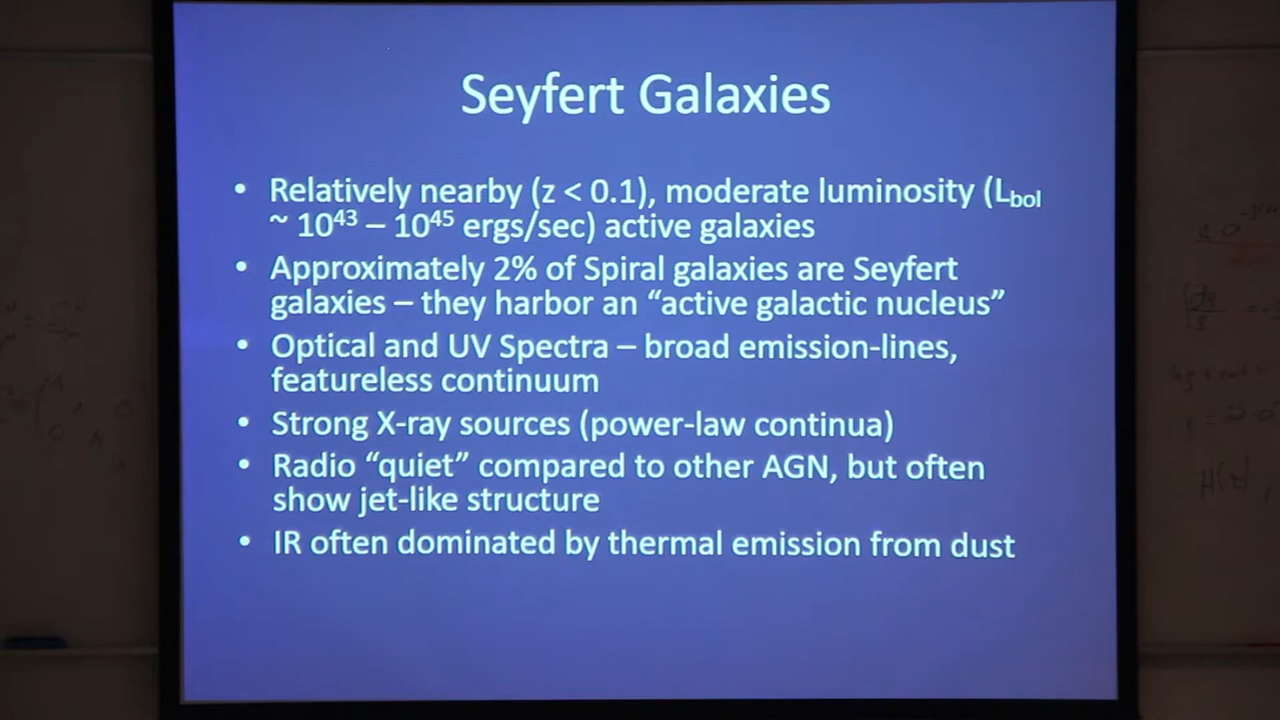 Seyfert Galaxies
• Relatively nearby (z < 0.1), moderate luminosity (L_bol
~ 10^43 – 10^45 ergs/sec) active galaxies
• Approximately 2% of Spiral galaxies are Seyfert
galaxies – they harbor an “active galactic nucleus”
• Optical and UV Spectra – broad emission-lines,
featureless continuum
• Strong X-ray sources (power-law continua)
• Radio “quiet” compared to other AGN, but often
show jet-like structure
• IR often dominated by thermal emission from dust